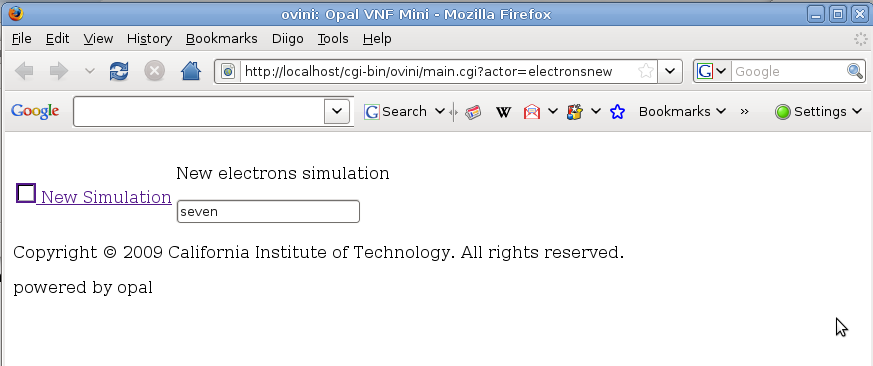 ovini: Opal VNF Mini - Mozilla Firefox
File Edit View History Bookmarks Diigo Tools Help
http://localhost/cgi-bin/ovini/main.cgi?actor=electronsnew G Google
Google G Search W Bookmarks » Settings
New electrons simulation
New Simulation
seven
Copyright © 2009 California Institute of Technology. All rights reserved.
powered by opal